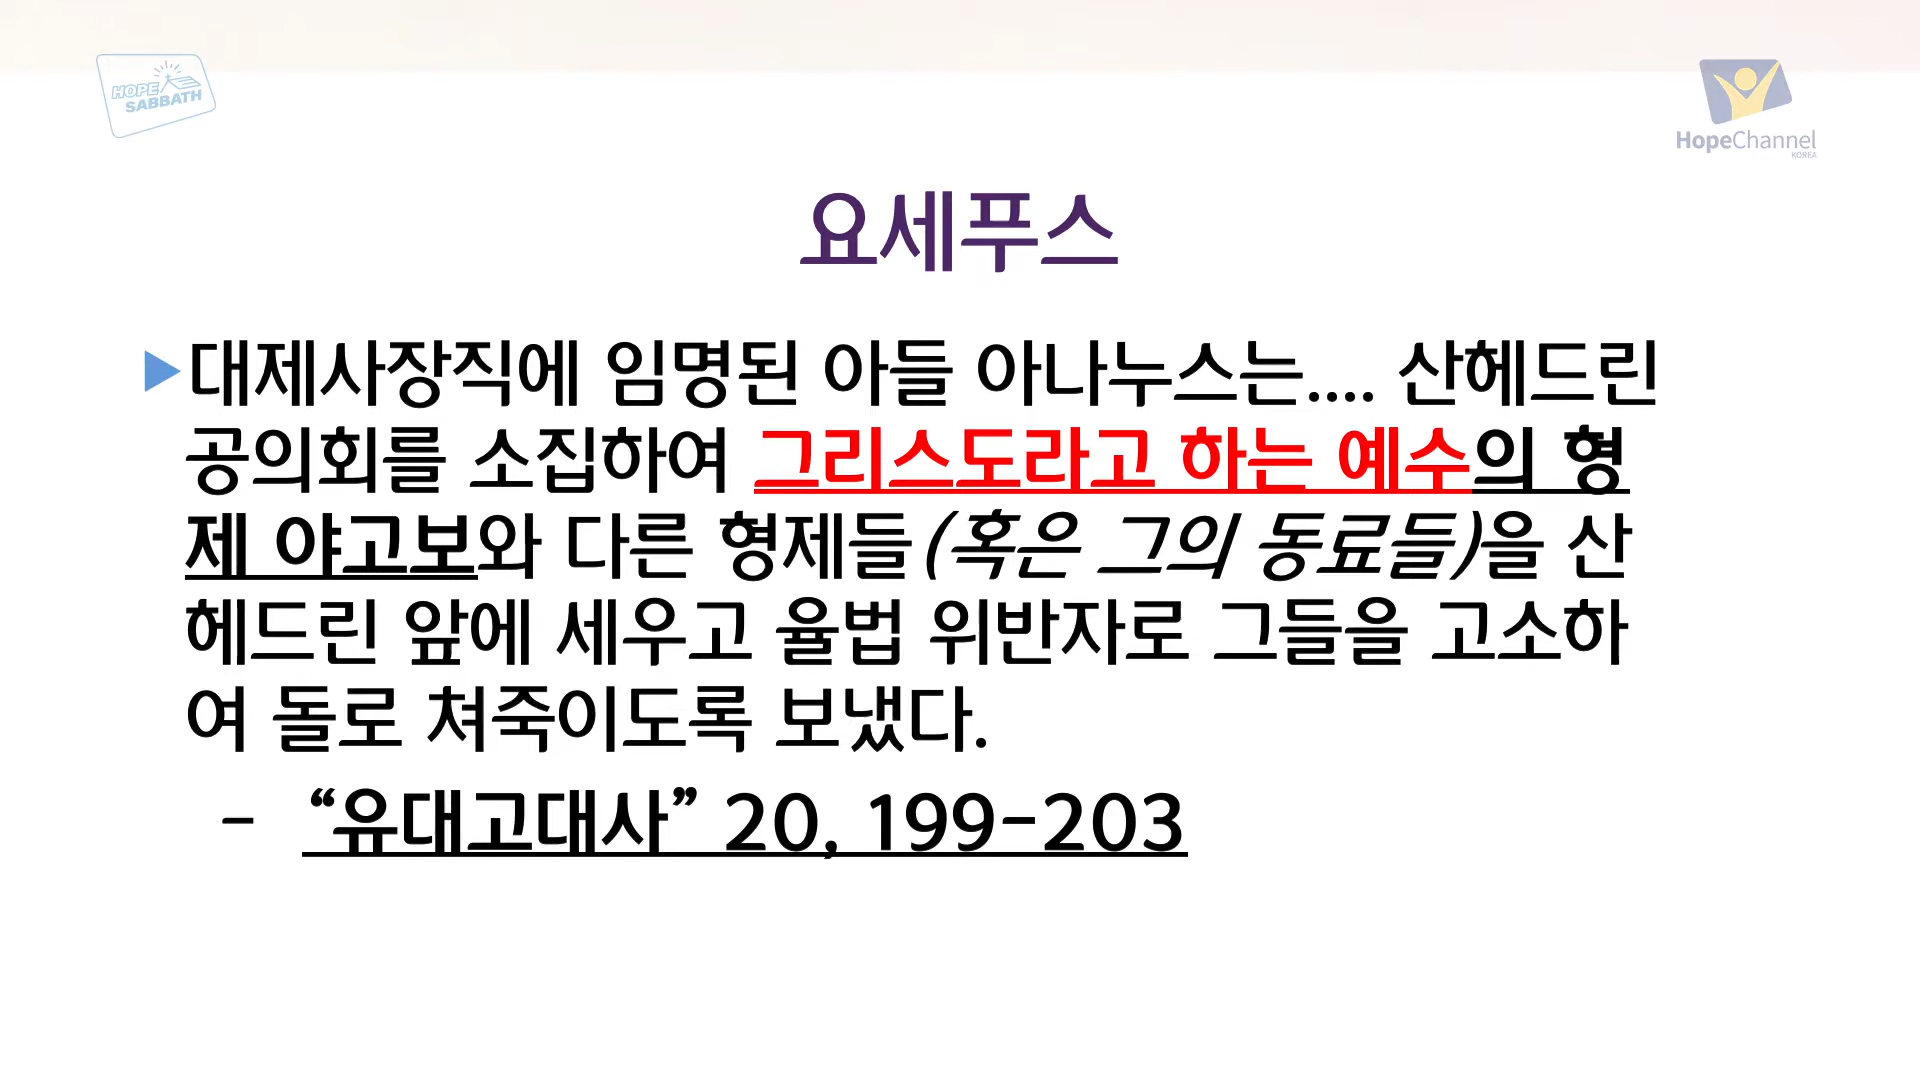 HOPE
SABBATH
HopeChannel
KOREA
요세푸스
▶대제사장직에 임명된 아들 아나누스는.... 산헤드린
공의회를 소집하여 그리스도라고 하는 예수의 형
제 야고보와 다른 형제들(혹은 그의 동료들)을 산
헤드린 앞에 세우고 율법 위반자로 그들을 고소하
여 돌로 쳐죽이도록 보냈다.
- “유대고대사” 20, 199-203